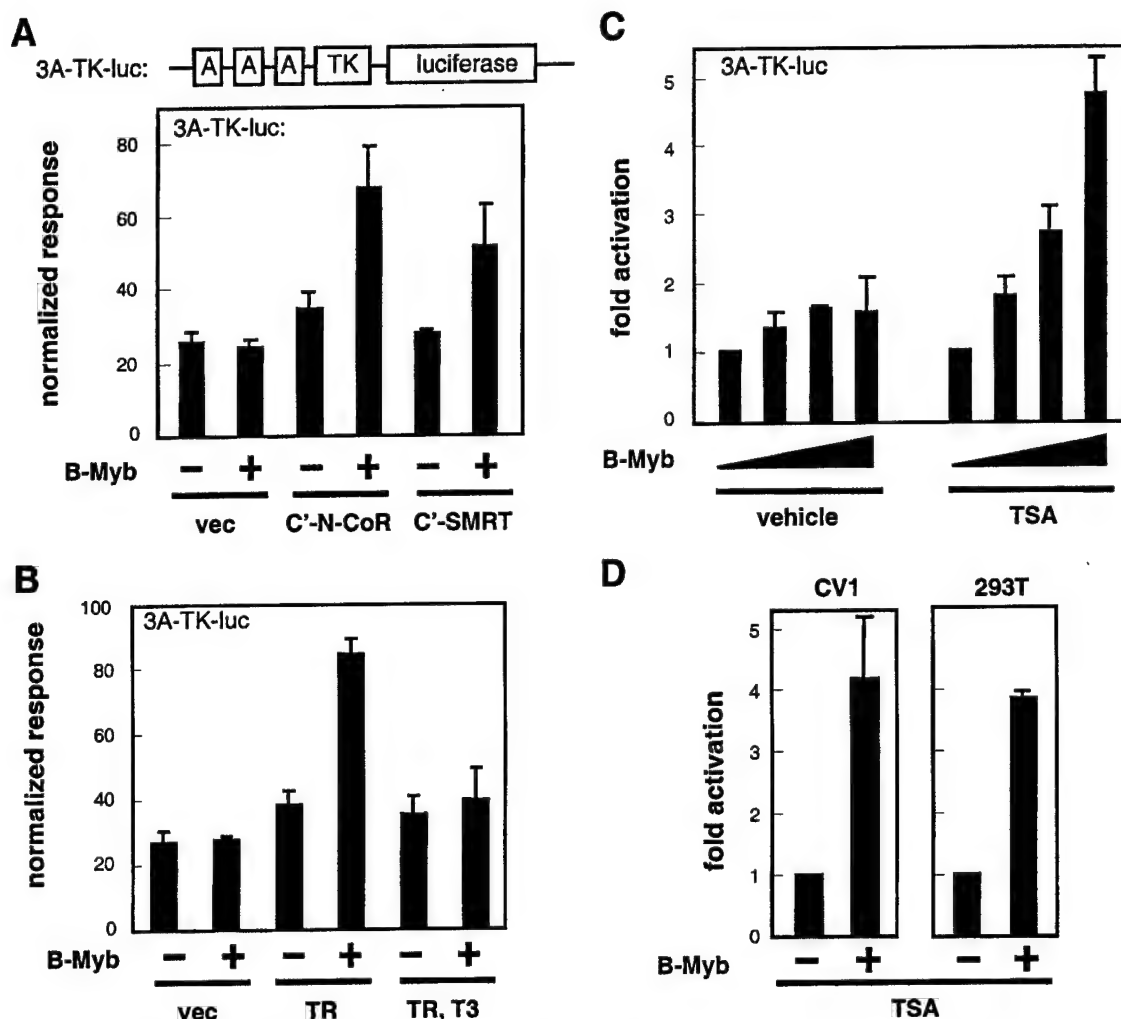 A
3A-TK-luc: A A A TK luciferase
3A-TK-luc:
normalized response
80
60
40
20
0
B-Myb − + − + − +
vec C'-N-CoR C'-SMRT
B
3A-TK-luc
normalized response
100
80
60
40
20
0
B-Myb − + − + − +
vec TR TR, T3
C
3A-TK-luc
fold activation
5
4
3
2
1
0
B-Myb
vehicle TSA
D
CV1 293T
fold activation
5
4
3
2
1
0
B-Myb − + − +
TSA